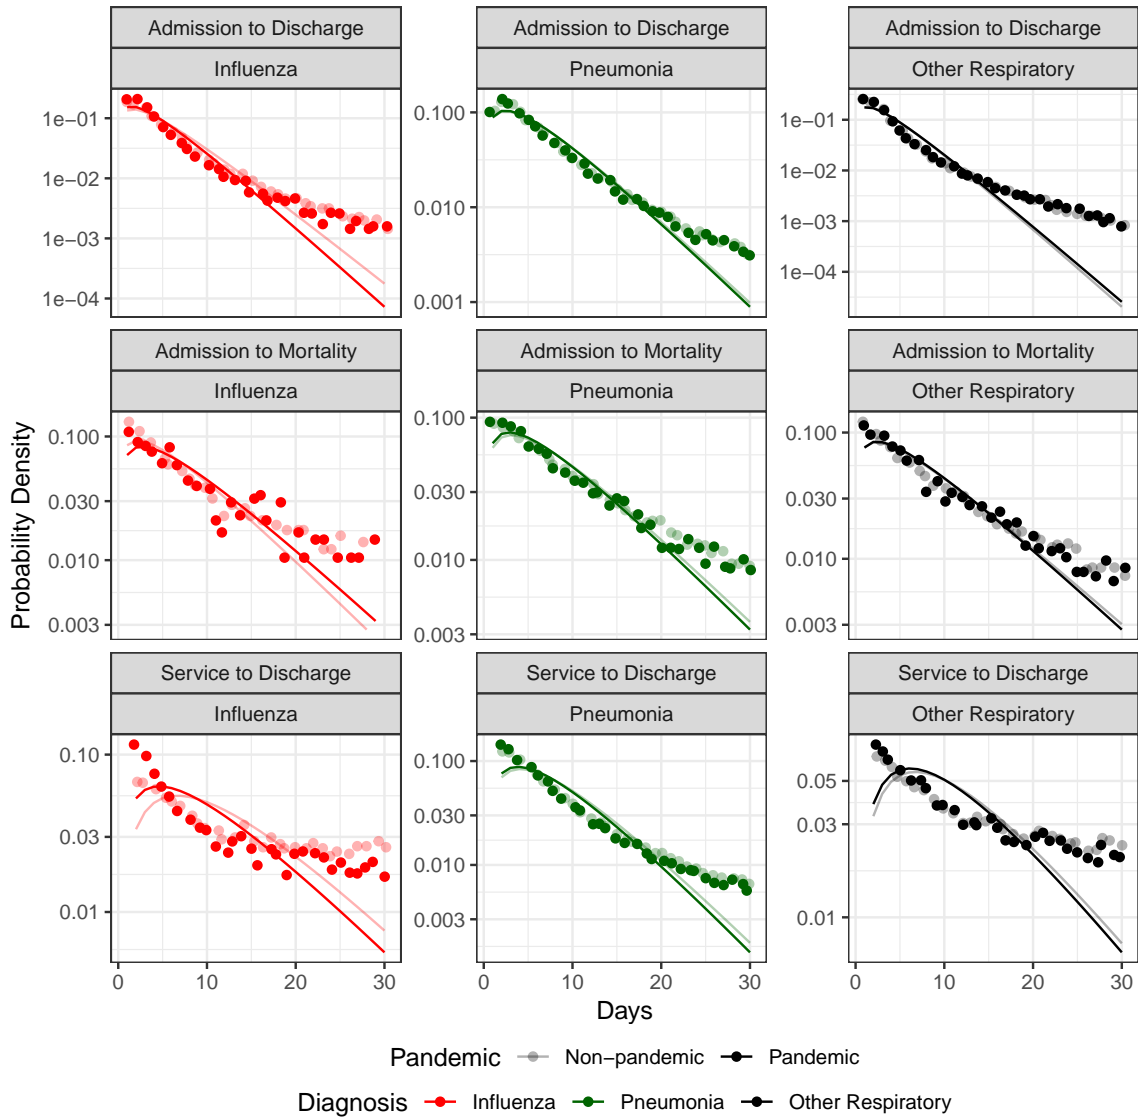 Admission to Discharge
Admission to Discharge
Admission to Discharge
Influenza
Pneumonia
Other Respiratory
1e−01
1e−02
1e−03
1e−04
0.100
0.010
0.001
1e−01
1e−02
1e−03
1e−04
Admission to Mortality
Admission to Mortality
Admission to Mortality
Influenza
Pneumonia
Other Respiratory
0.100
0.030
0.010
0.003
0.100
0.030
0.010
0.003
0.100
0.030
0.010
0.003
Probability Density
Service to Discharge
Service to Discharge
Service to Discharge
Influenza
Pneumonia
Other Respiratory
0.10
0.03
0.01
0.100
0.030
0.010
0.003
0.05
0.03
0.01
0 10 20 30
0 10 20 30
0 10 20 30
Days
Pandemic Non−pandemic Pandemic
Diagnosis Influenza Pneumonia Other Respiratory